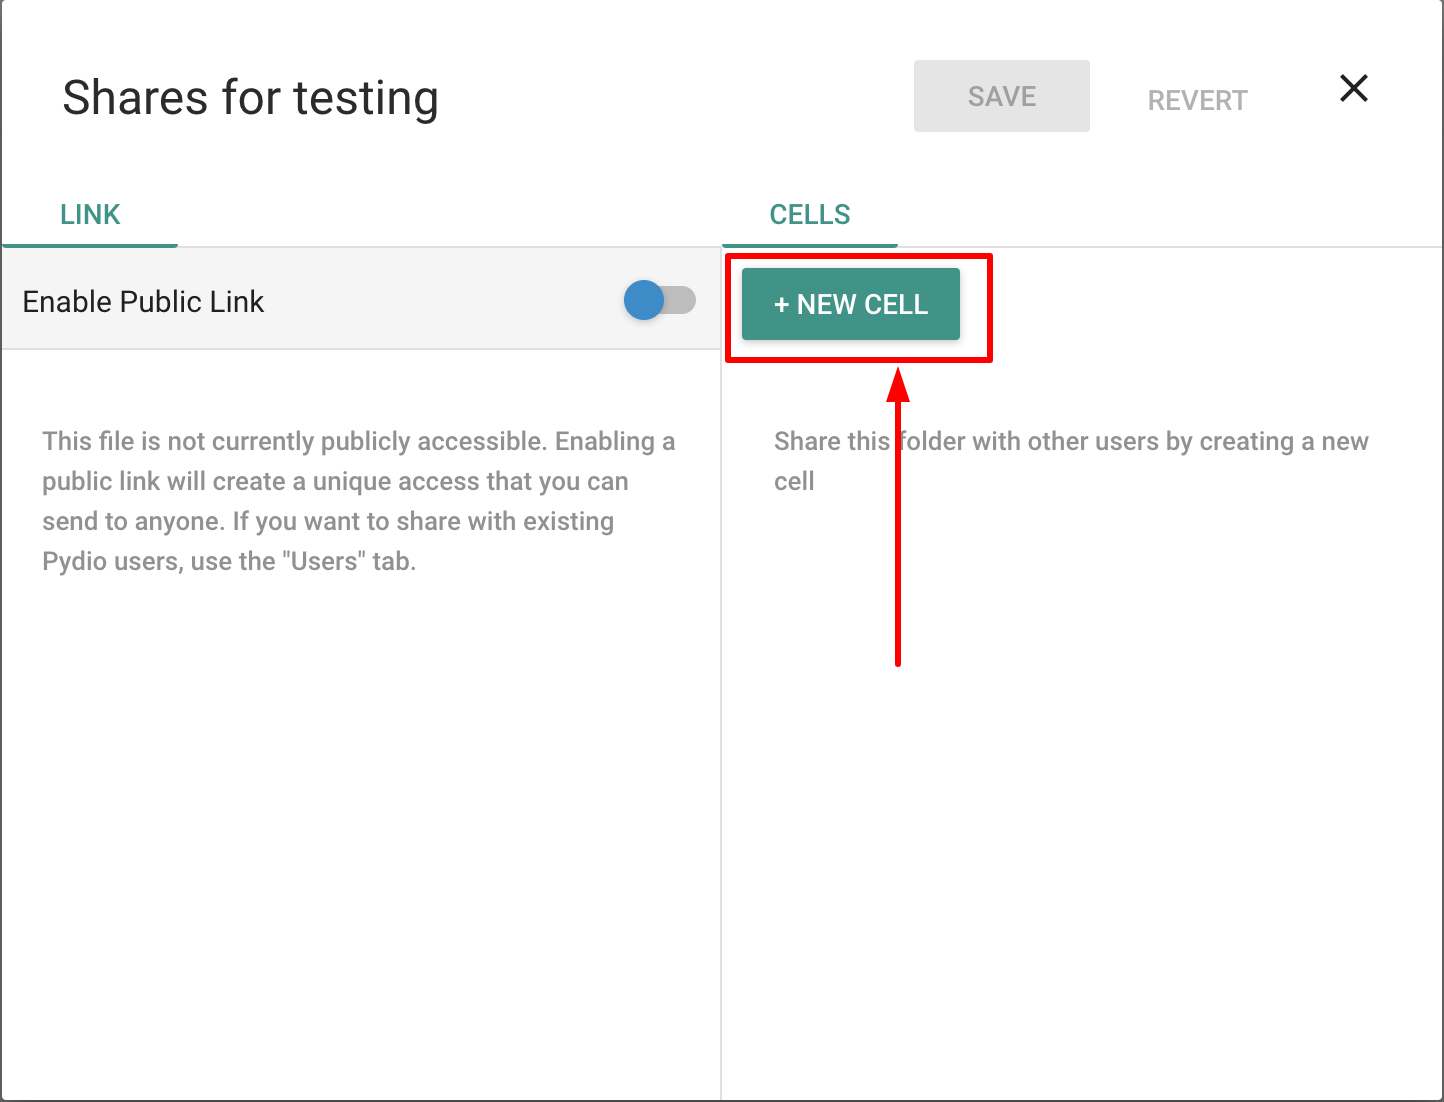 Shares for testing
SAVE
REVERT
LINK
CELLS
Enable Public Link
+ NEW CELL
This file is not currently publicly accessible. Enabling a
public link will create a unique access that you can
send to anyone. If you want to share with existing
Pydio users, use the "Users" tab.
Share this folder with other users by creating a new
cell